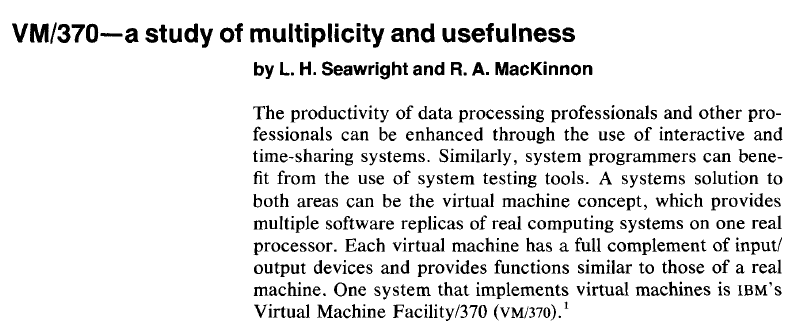 VM/370—a study of multiplicity and usefulness
by L. H. Seawright and R. A. MacKinnon
The productivity of data processing professionals and other pro-
fessionals can be enhanced through the use of interactive and
time-sharing systems. Similarly, system programmers can bene-
fit from the use of system testing tools. A systems solution to
both areas can be the virtual machine concept, which provides
multiple software replicas of real computing systems on one real
processor. Each virtual machine has a full complement of input/
output devices and provides functions similar to those of a real
machine. One system that implements virtual machines is IBM's
Virtual Machine Facility/370 (VM/370).¹